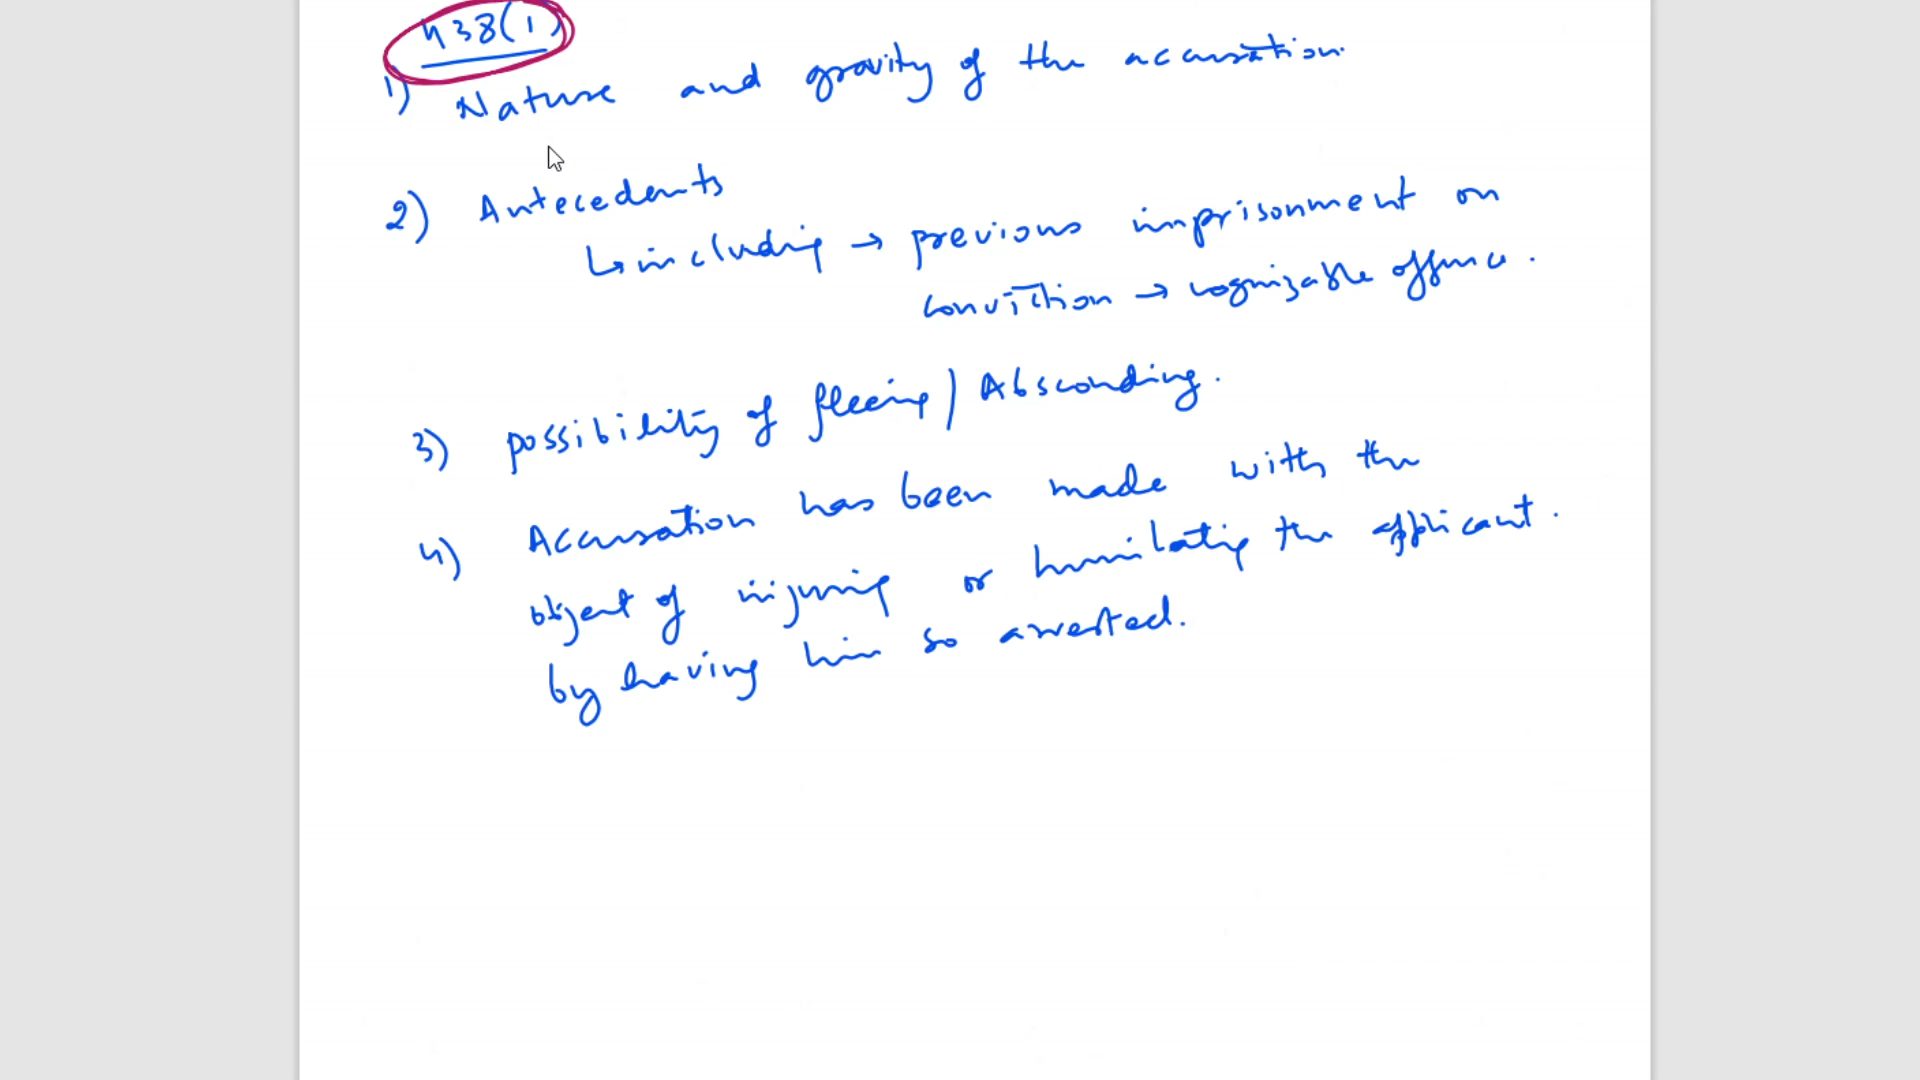 438(1)
1) Nature and gravity of the accusation.
2) Antecedents
↳ including → previous imprisonment on
conviction → cognizable offence.
3) possibility of fleeing / Absconding.
4) Accusation has been made with the
object of injuring or humilating the applicant.
by having him so arrested.